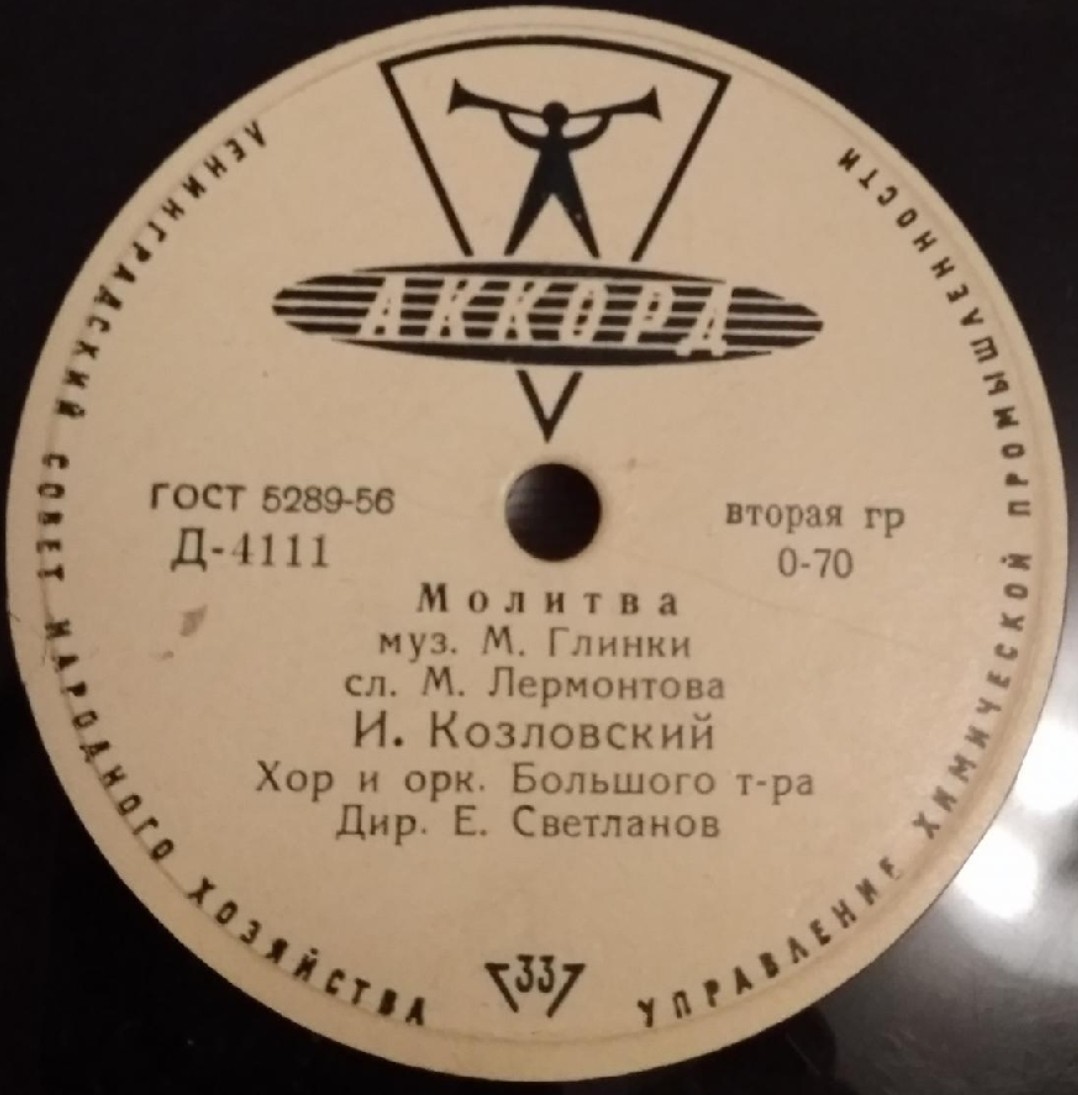 АККОРД
ЛЕНИНГРАДСКИЙ СОВЕТ НАРОДНОГО ХОЗЯЙСТВА
УПРАВЛЕНИЕ ХИМИЧЕСКОЙ ПРОМЫШЛЕННОСТИ
ГОСТ 5289-56
Д-4111
вторая гр
0-70
Молитва
муз. М. Глинки
сл. М. Лермонтова
И. Козловский
Хор и орк. Большого т-ра
Дир. Е. Светланов
33